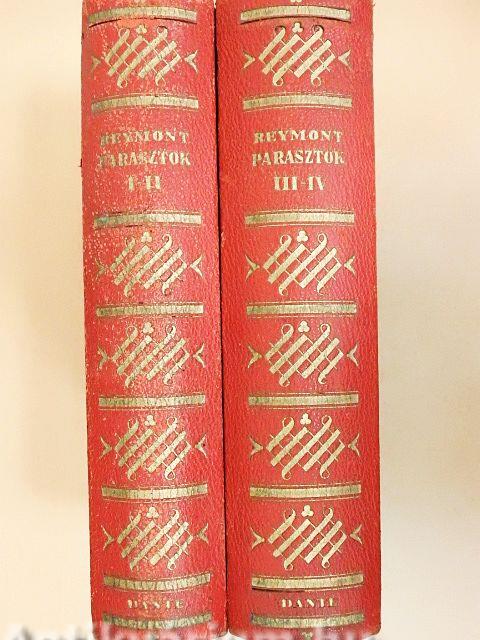 REYMONT
PARASZTOK
I-II
DANTE
REYMONT
PARASZTOK
III-IV
DANTE